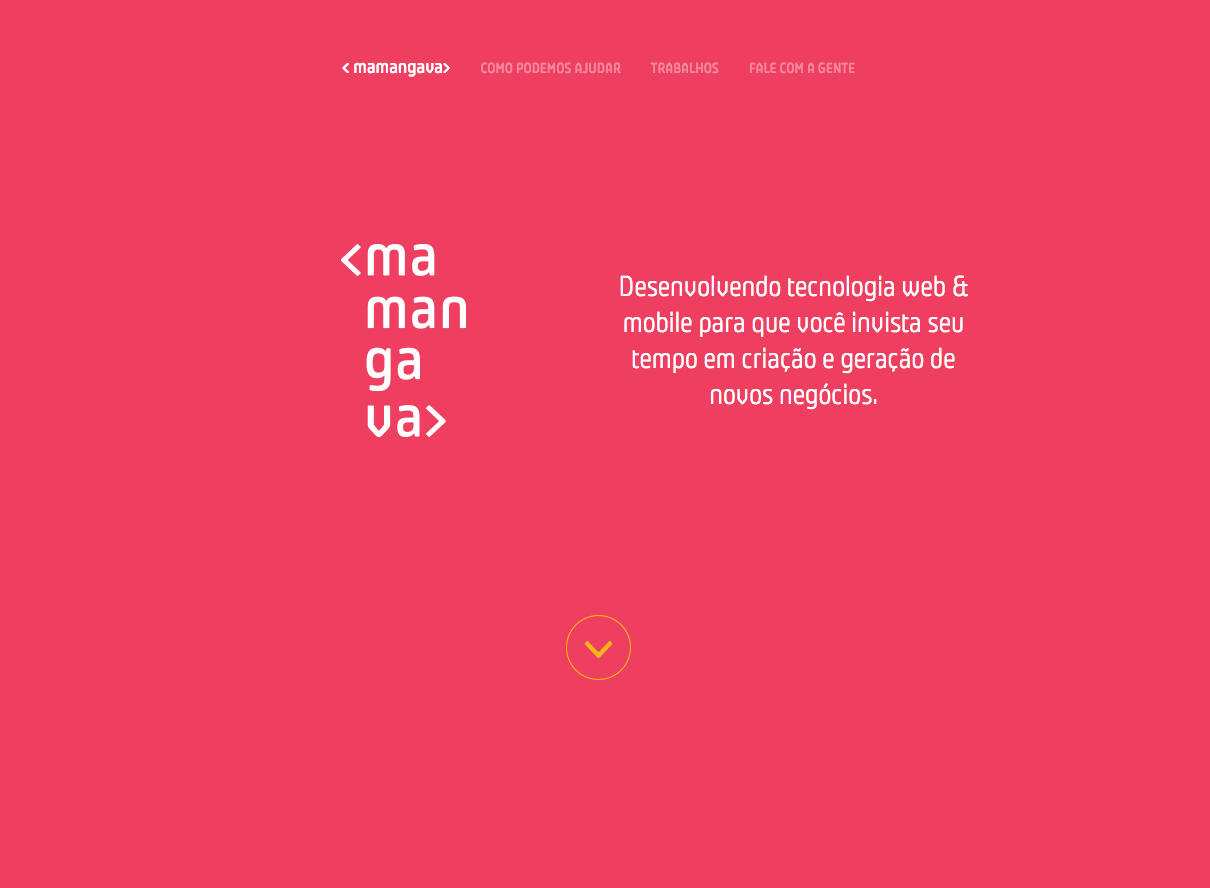 < mamangava> COMO PODEMOS AJUDAR TRABALHOS FALE COM A GENTE
<ma
man
ga
va>
Desenvolvendo tecnologia web &
mobile para que você invista seu
tempo em criação e geração de
novos negócios.